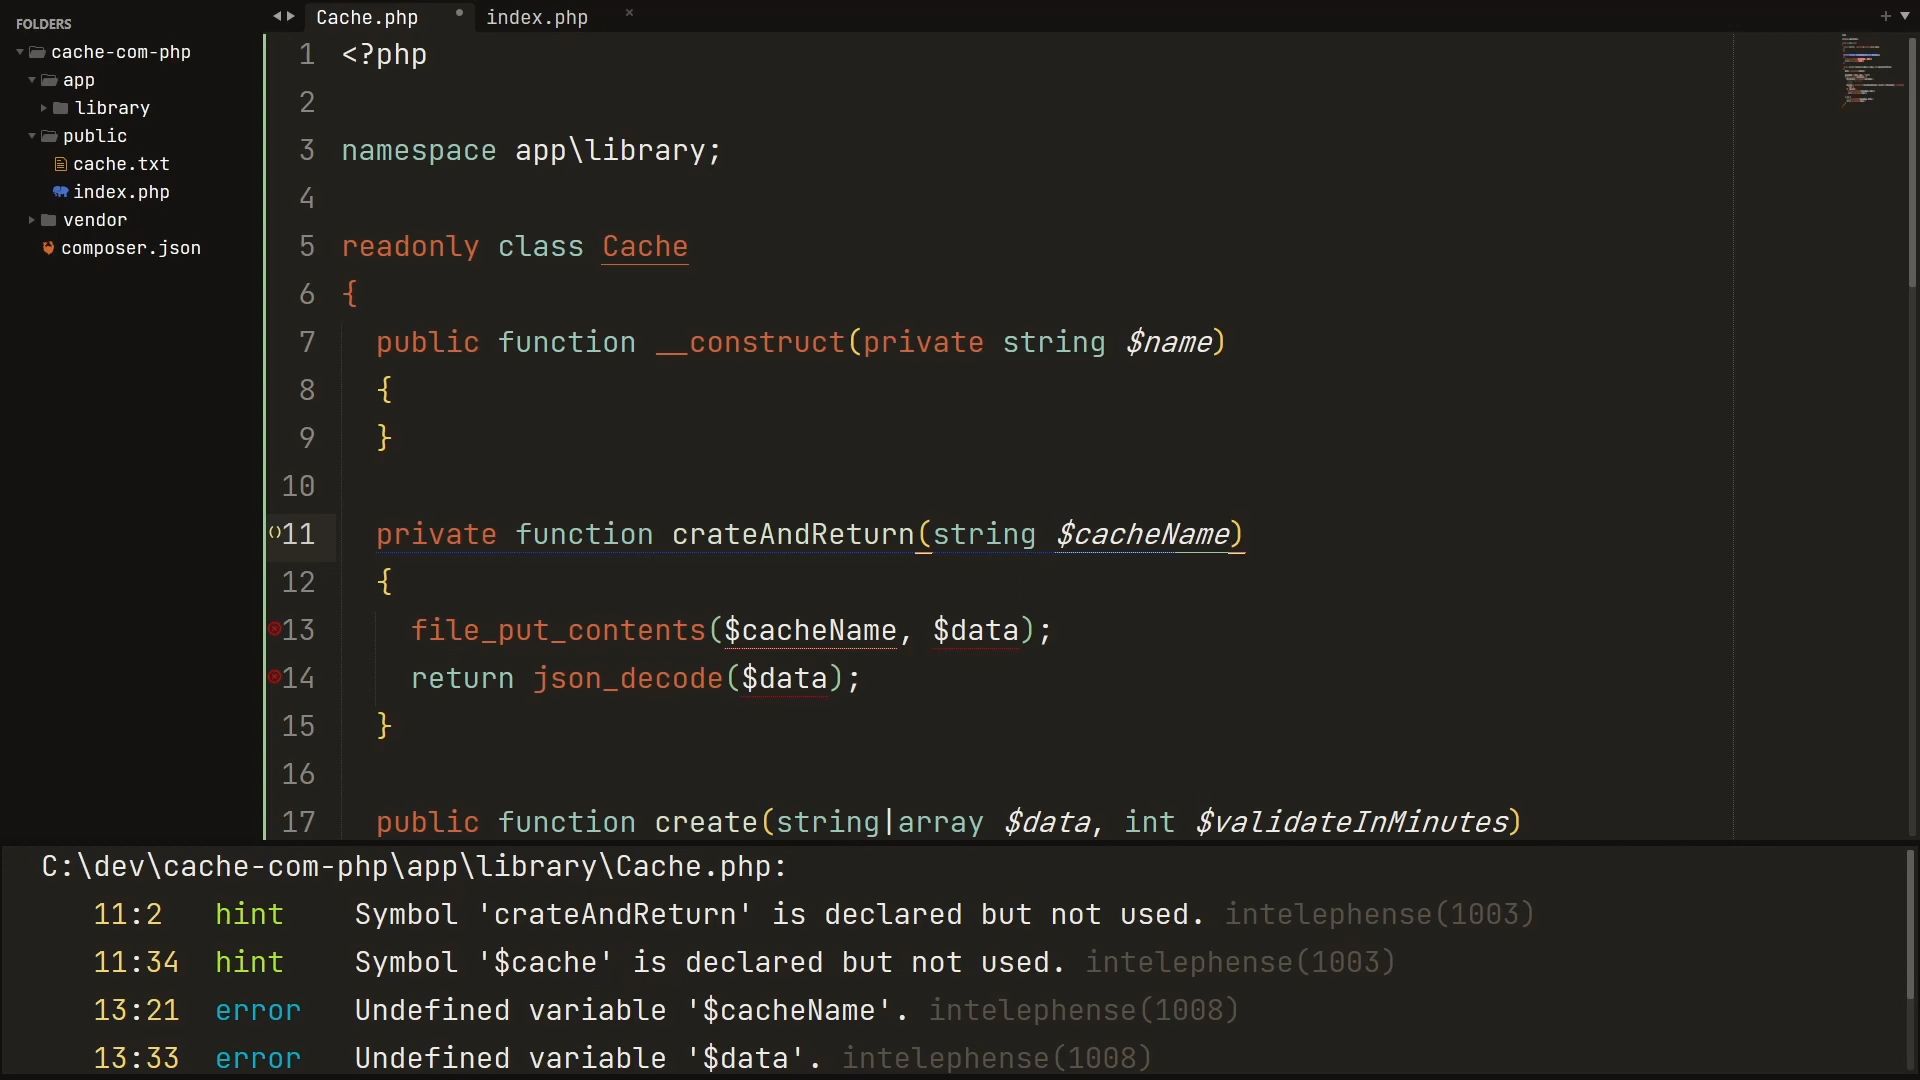 FOLDERS
cache-com-php
app
library
public
cache.txt
index.php
vendor
composer.json
Cache.php
index.php
1 <?php
2
3 namespace app\library;
4
5 readonly class Cache
6 {
7 public function __construct(private string $name)
8 {
9 }
10
11 private function crateAndReturn(string $cacheName)
12 {
13 file_put_contents($cacheName, $data);
14 return json_decode($data);
15 }
16
17 public function create(string|array $data, int $validateInMinutes)
C:\dev\cache-com-php\app\library\Cache.php:
11:2 hint Symbol 'crateAndReturn' is declared but not used. intelephense(1003)
11:34 hint Symbol '$cache' is declared but not used. intelephense(1003)
13:21 error Undefined variable '$cacheName'. intelephense(1008)
13:33 error Undefined variable '$data'. intelephense(1008)